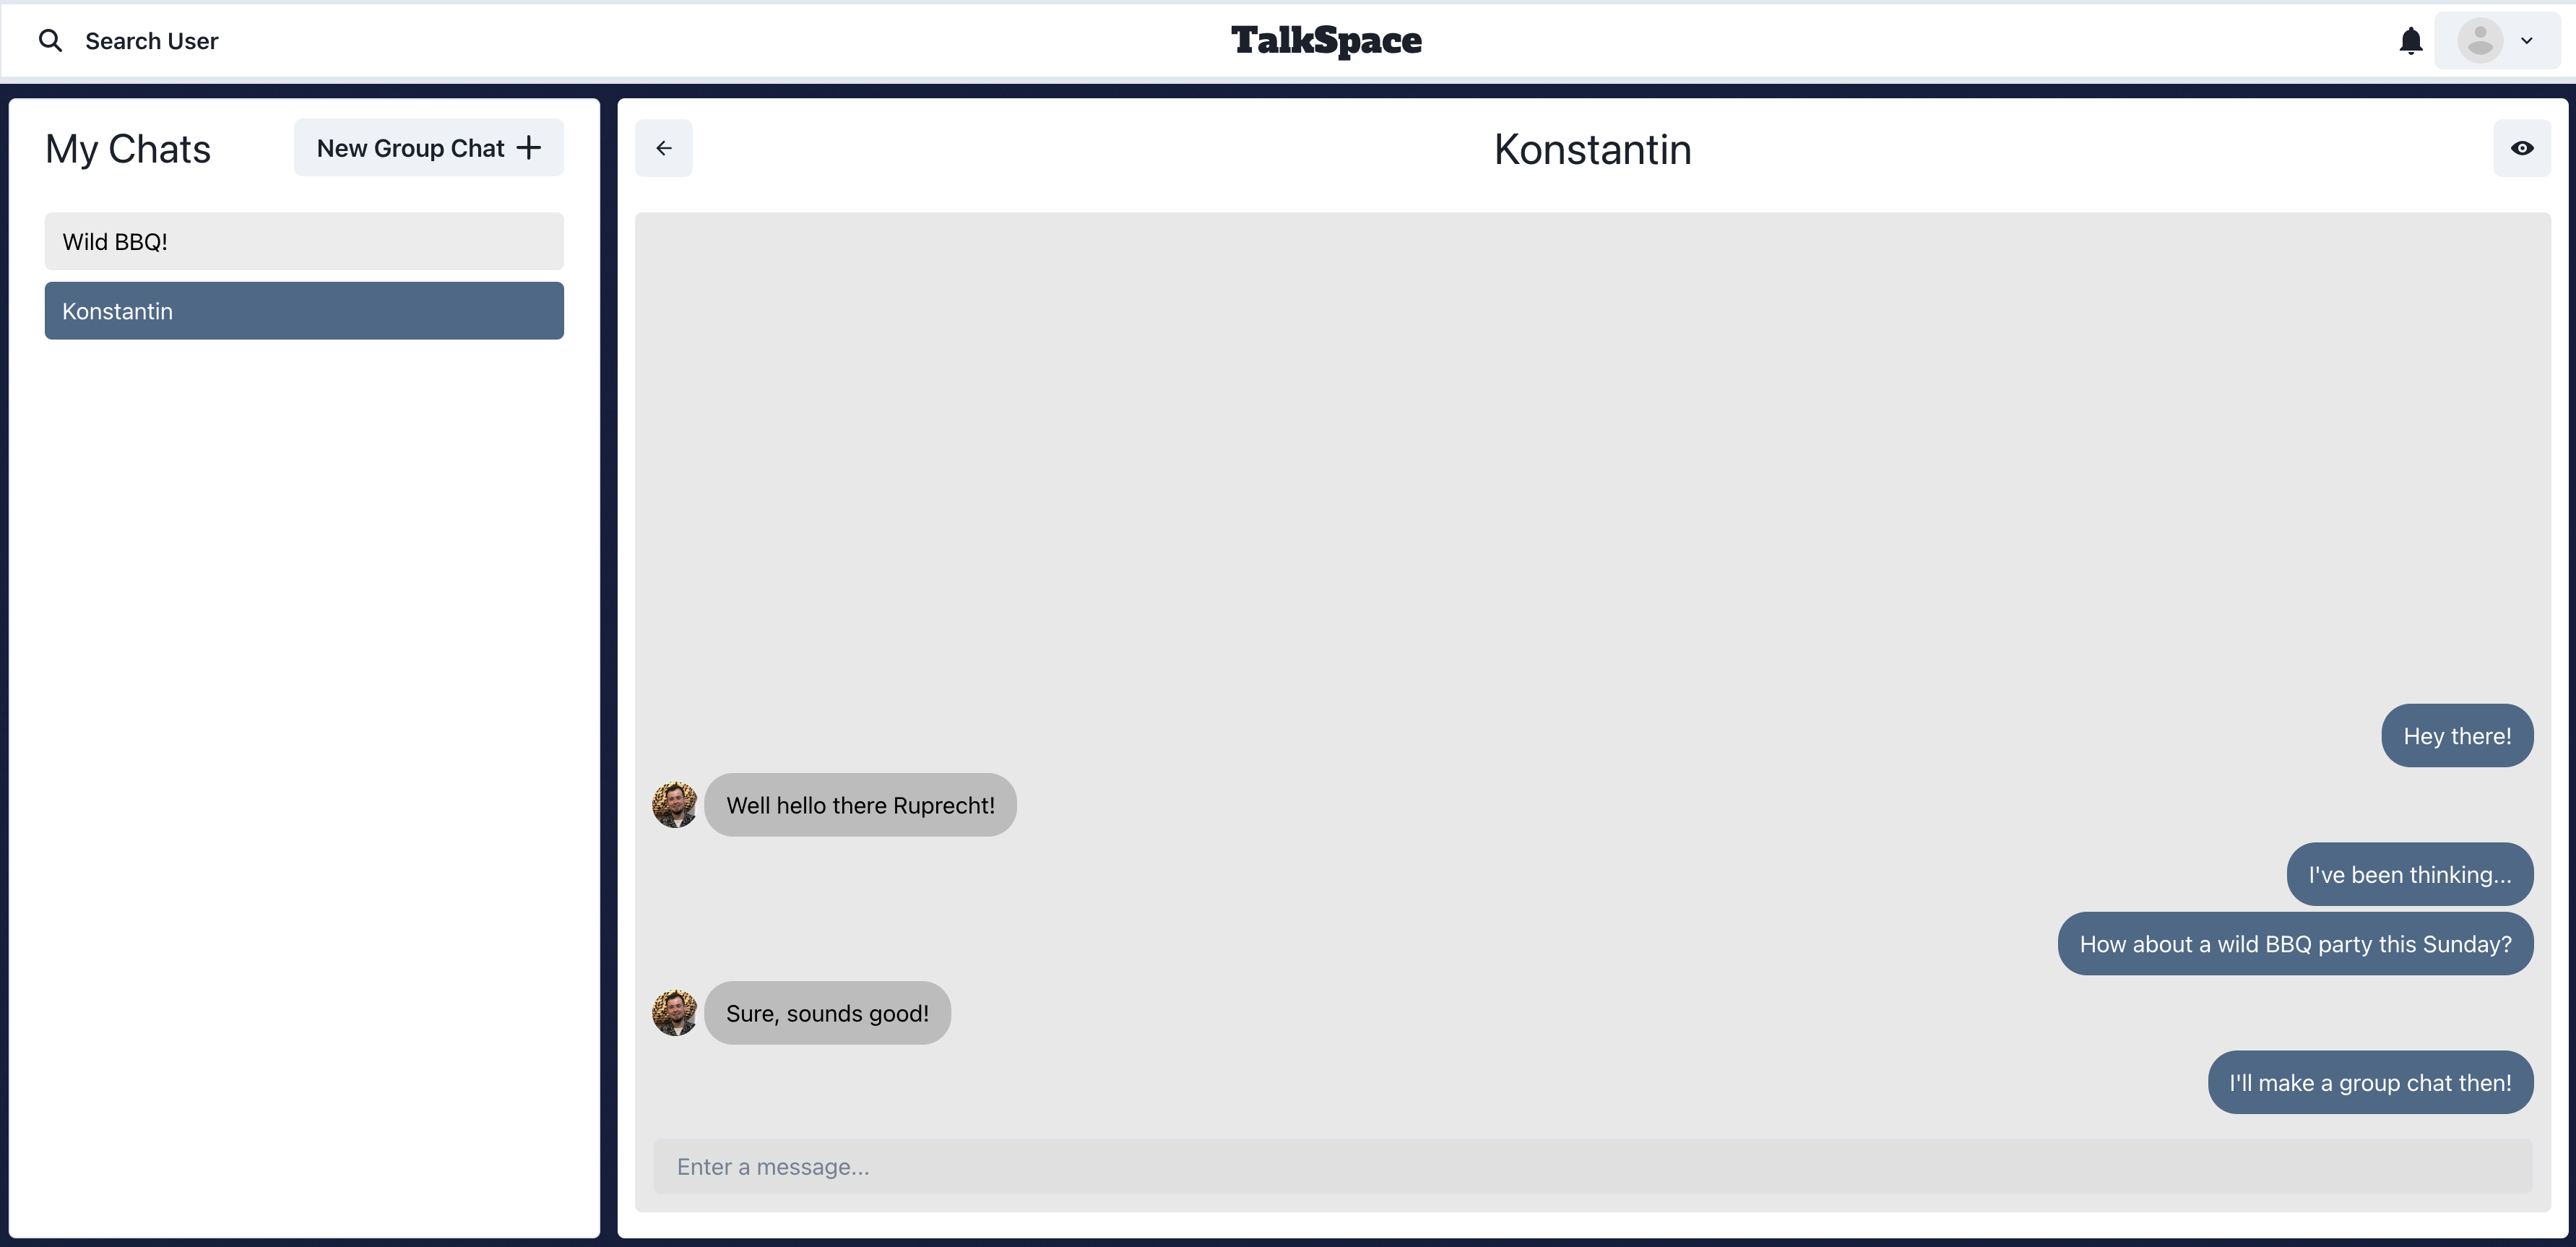 Search User
TalkSpace
My Chats
New Group Chat
Wild BBQ!
Konstantin
Konstantin
Hey there!
Well hello there Ruprecht!
I've been thinking...
How about a wild BBQ party this Sunday?
Sure, sounds good!
I'll make a group chat then!
Enter a message...